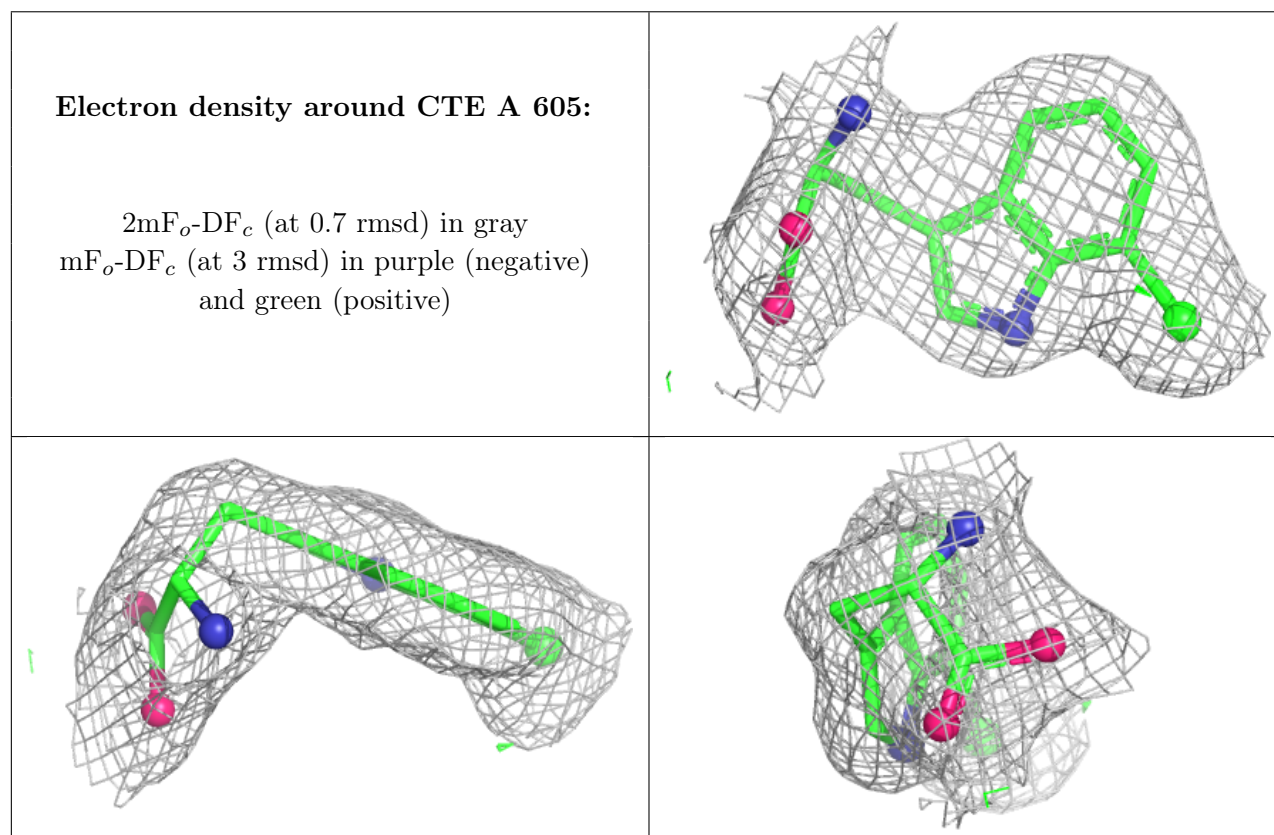 Electron density around CTE A 605:
2mFo-DFc (at 0.7 rmsd) in gray
mFo-DFc (at 3 rmsd) in purple (negative)
and green (positive)